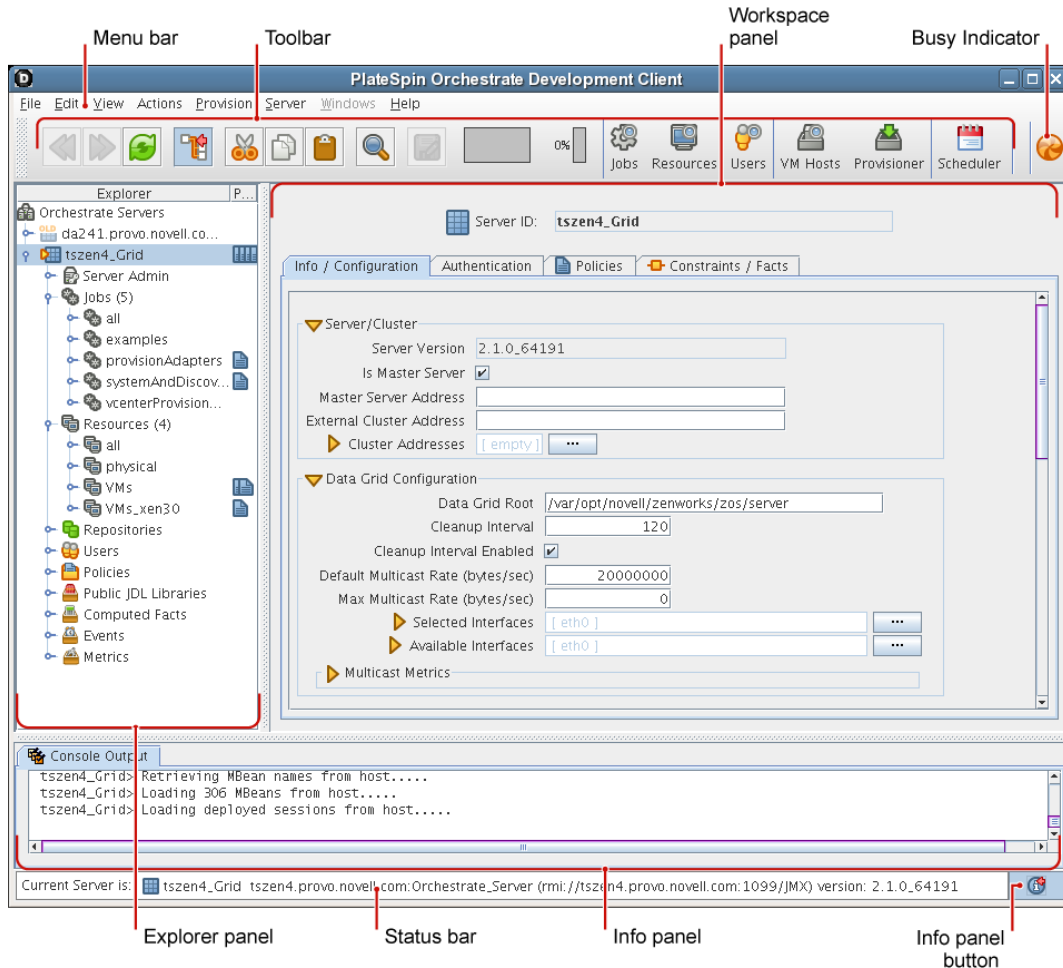 Workspace
panel
Menu bar
Toolbar
Busy Indicator
PlateSpin Orchestrate Development Client
File Edit View Actions Provision Server Windows Help
0%
Jobs Resources Users VM Hosts Provisioner Scheduler
Explorer P...
Orchestrate Servers
OLD da241.provo.novell.co...
tszen4_Grid
Server Admin
Jobs (5)
all
examples
provisionAdapters
systemAndDiscov...
vcenterProvision...
Resources (4)
all
physical
VMs
VMs_xen30
Repositories
Users
Policies
Public JDL Libraries
Computed Facts
Events
Metrics
Server ID: tszen4_Grid
Info / Configuration Authentication Policies Constraints / Facts
Server/Cluster
Server Version 2.1.0_64191
Is Master Server
Master Server Address
External Cluster Address
Cluster Addresses [ empty ] ...
Data Grid Configuration
Data Grid Root /var/opt/novell/zenworks/zos/server
Cleanup Interval 120
Cleanup Interval Enabled
Default Multicast Rate (bytes/sec) 20000000
Max Multicast Rate (bytes/sec) 0
Selected Interfaces [ eth0 ] ...
Available Interfaces [ eth0 ] ...
Multicast Metrics
Console Output
tszen4_Grid> Retrieving MBean names from host.....
tszen4_Grid> Loading 306 MBeans from host.....
tszen4_Grid> Loading deployed sessions from host.....
Current Server is: tszen4_Grid tszen4.provo.novell.com:Orchestrate_Server (rmi://tszen4.provo.novell.com:1099/JMX) version: 2.1.0_64191
Explorer panel
Status bar
Info panel
Info panel
button